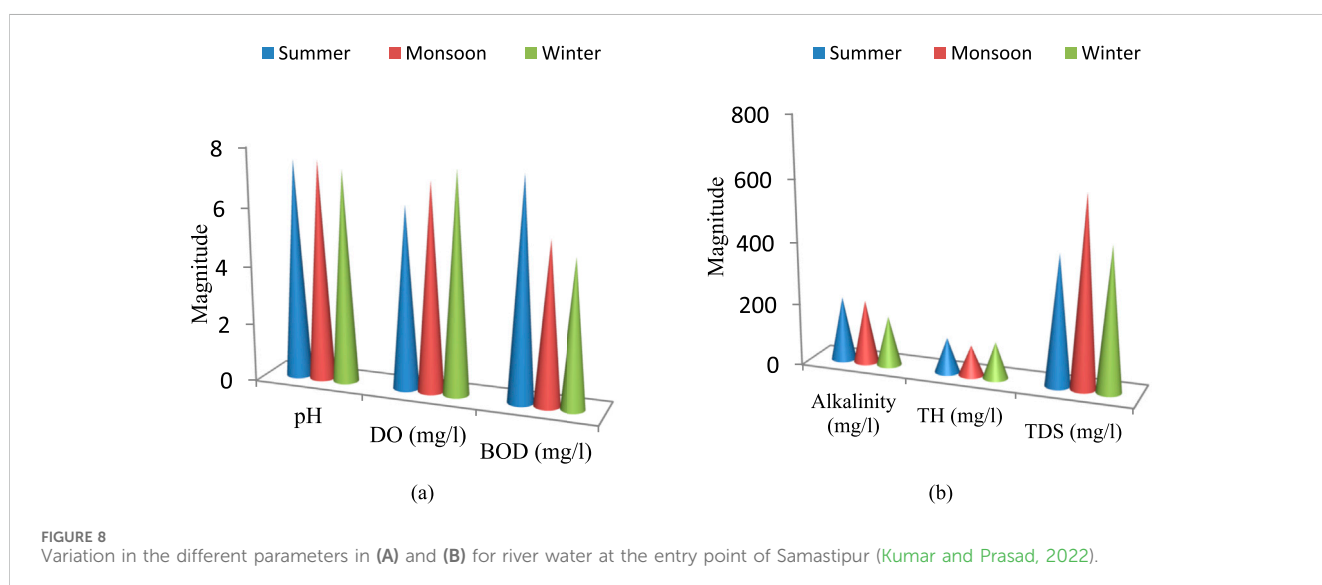 Summer Monsoon Winter
8
6
4
2
0
Magnitude
pH
DO (mg/l)
BOD (mg/l)
(a)
Summer Monsoon Winter
800
600
400
200
0
Magnitude
Alkalinity
(mg/l)
TH (mg/l)
TDS (mg/l)
(b)
FIGURE 8
Variation in the different parameters in (A) and (B) for river water at the entry point of Samastipur (Kumar and Prasad, 2022).